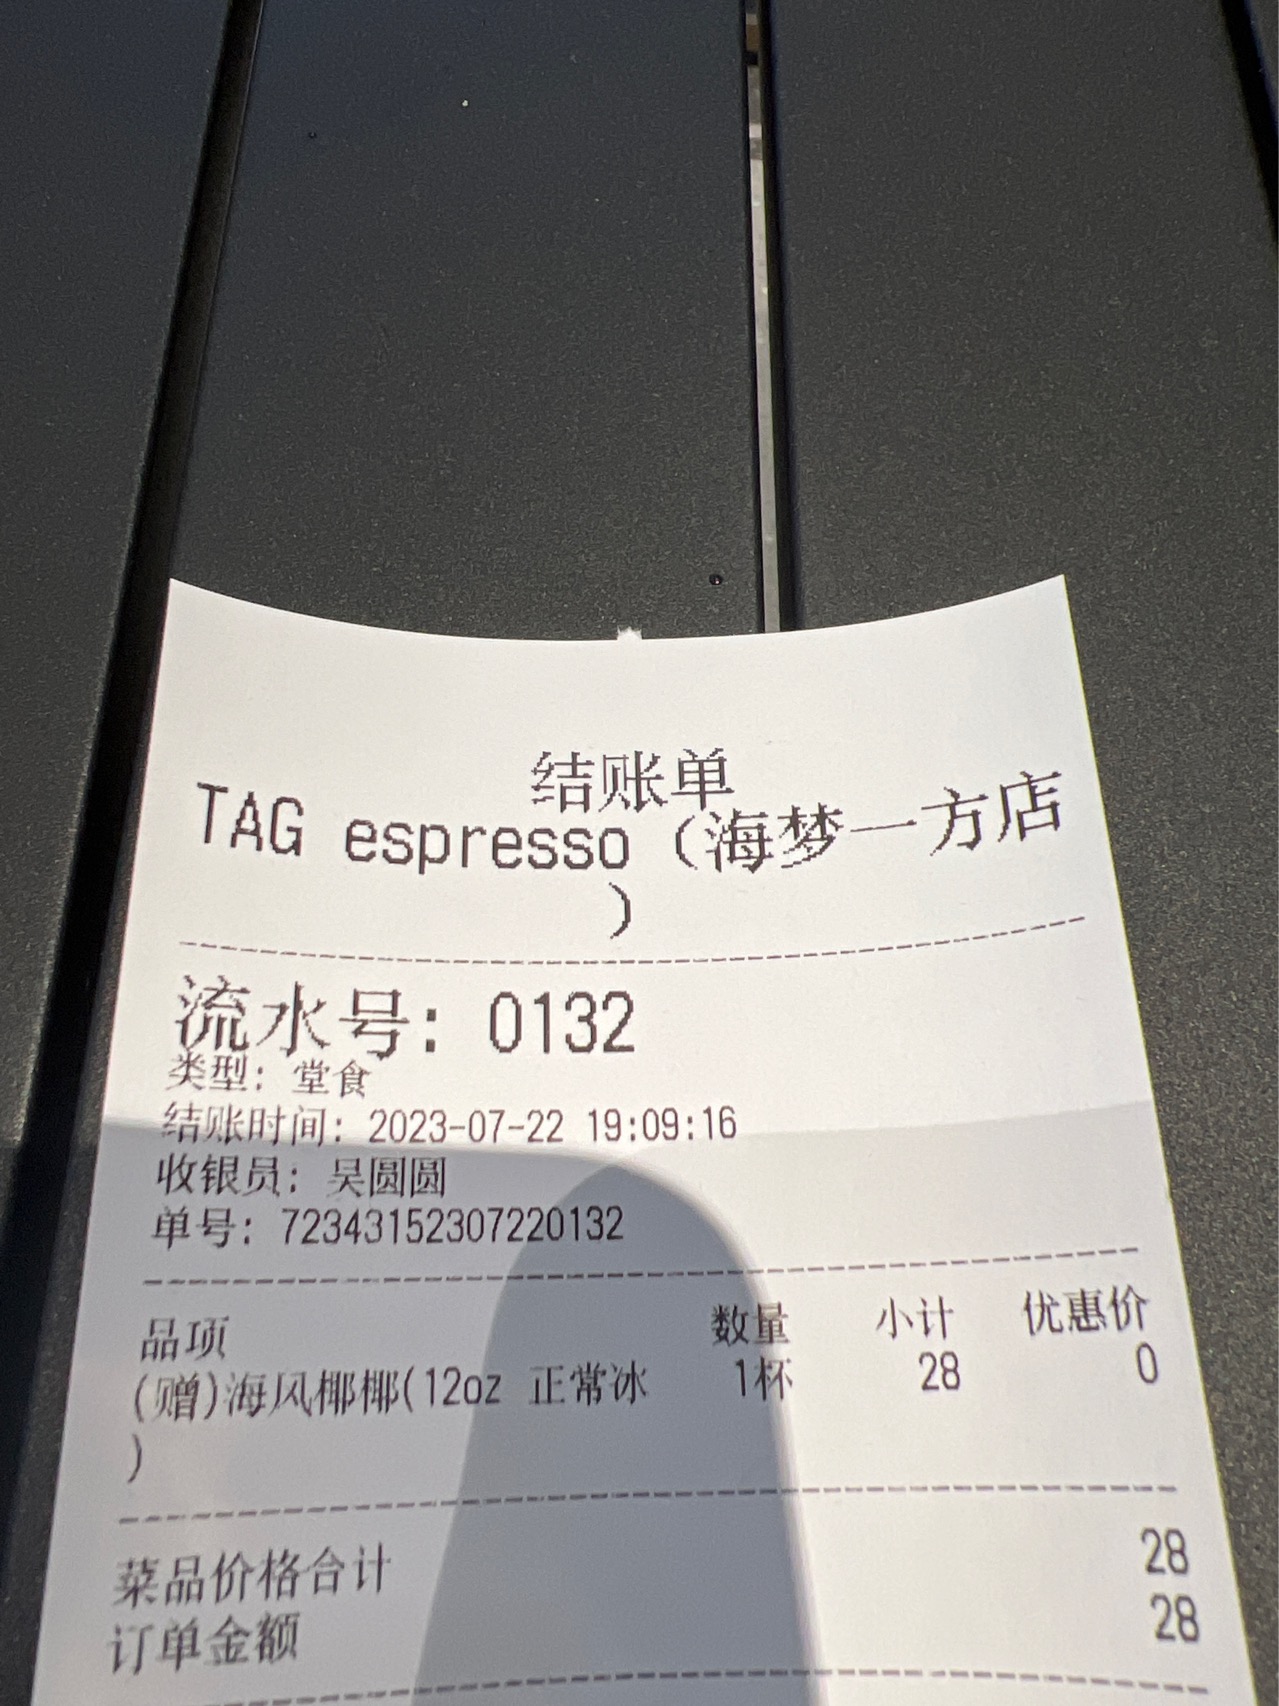 结账单
TAG espresso (海梦一方店
)
流水号: 0132
类型: 堂食
结账时间: 2023-07-22 19:09:16
收银员: 吴圆圆
单号: 72343152307220132
品项 数量 小计 优惠价
(赠)海风椰椰(12oz 正常冰 1杯 28 0
)
菜品价格合计 28
订单金额 28